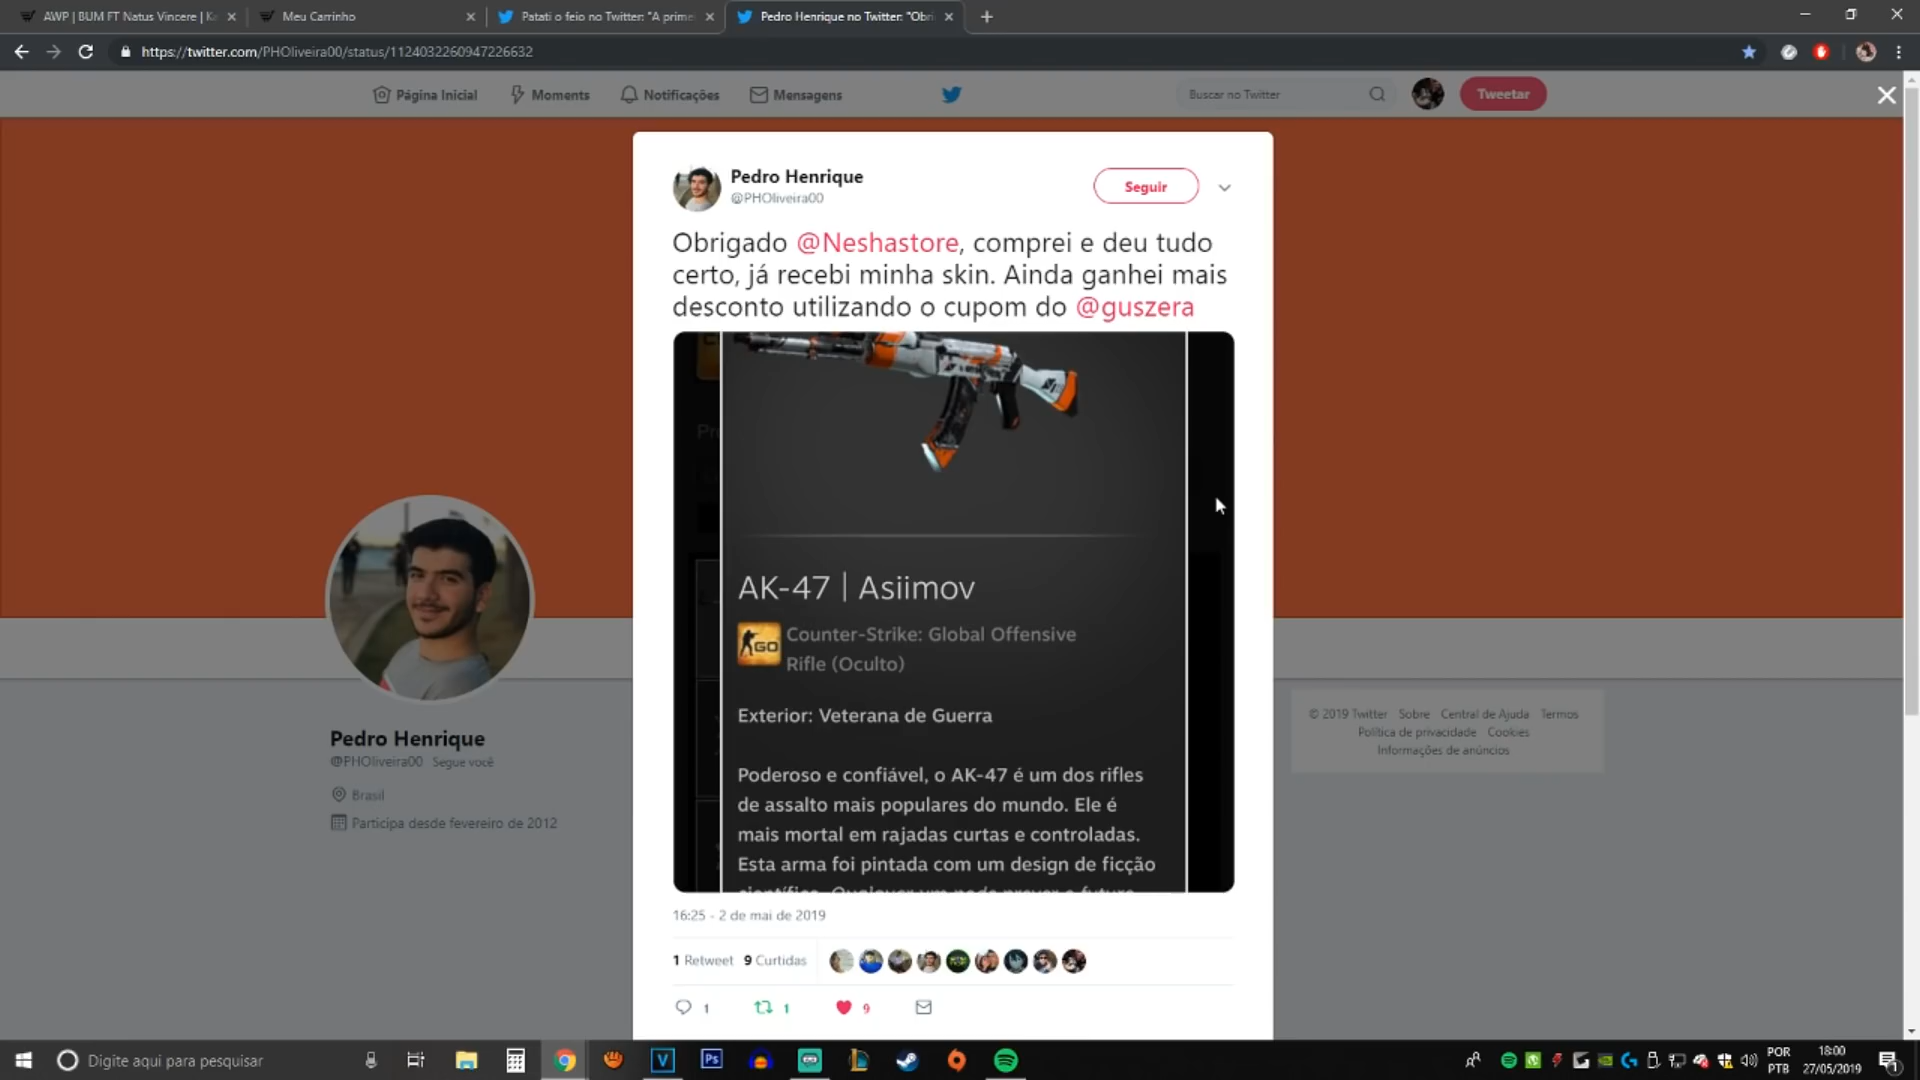 AWP | BUM FT Natus Vincere | Ka
Meu Carrinho
Patati o feio no Twitter: "A prime
Pedro Henrique no Twitter: "Obri
https://twitter.com/PHOliveira00/status/1124032260947226632
Página Inicial
Moments
Notificações
Mensagens
Buscar no Twitter
Tweetar
Pedro Henrique
@PHOliveira00
Seguir
Obrigado @Neshastore, comprei e deu tudo
certo, já recebi minha skin. Ainda ganhei mais
desconto utilizando o cupom do @guszera
AK-47 | Asiimov
GO
Counter-Strike: Global Offensive
Rifle (Oculto)
Exterior: Veterana de Guerra
Poderoso e confiável, o AK-47 é um dos rifles
de assalto mais populares do mundo. Ele é
mais mortal em rajadas curtas e controladas.
Esta arma foi pintada com um design de ficção
16:25 - 2 de mai de 2019
1 Retweet 9 Curtidas
1
1
9
Pedro Henrique
@PHOliveira00 Segue você
Brasil
Participa desde fevereiro de 2012
© 2019 Twitter Sobre Central de Ajuda Termos
Política de privacidade Cookies
Informações de anúncios
Digite aqui para pesquisar
V
Ps
POR
PTB
18:00
27/05/2019
1